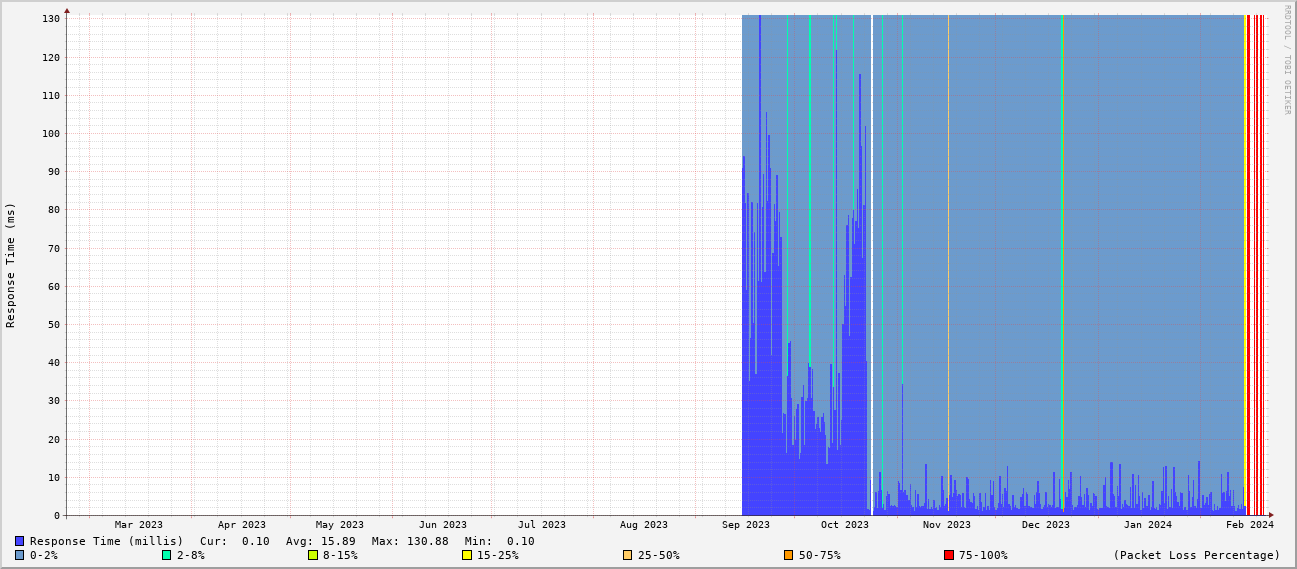 RRDTOOL / TOBI OETIKER
Response Time (ms)
130
120
110
100
90
80
70
60
50
40
30
20
10
0
Mar 2023 Apr 2023 May 2023 Jun 2023 Jul 2023 Aug 2023 Sep 2023 Oct 2023 Nov 2023 Dec 2023 Jan 2024 Feb 2024
Response Time (millis) Cur: 0.10 Avg: 15.89 Max: 130.88 Min: 0.10
0-2% 2-8% 8-15% 15-25% 25-50% 50-75% 75-100% (Packet Loss Percentage)